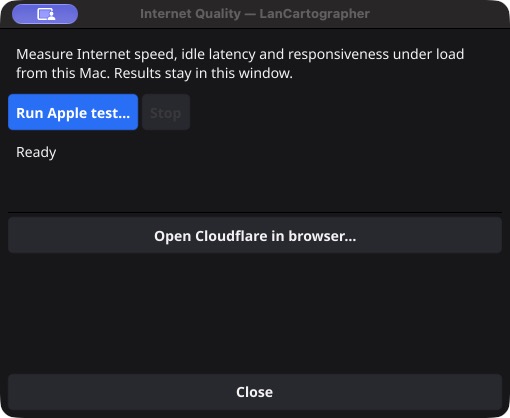 Internet Quality — LanCartographer
Measure Internet speed, idle latency and responsiveness under load
from this Mac. Results stay in this window.
Run Apple test...
Stop
Ready
Open Cloudflare in browser...
Close